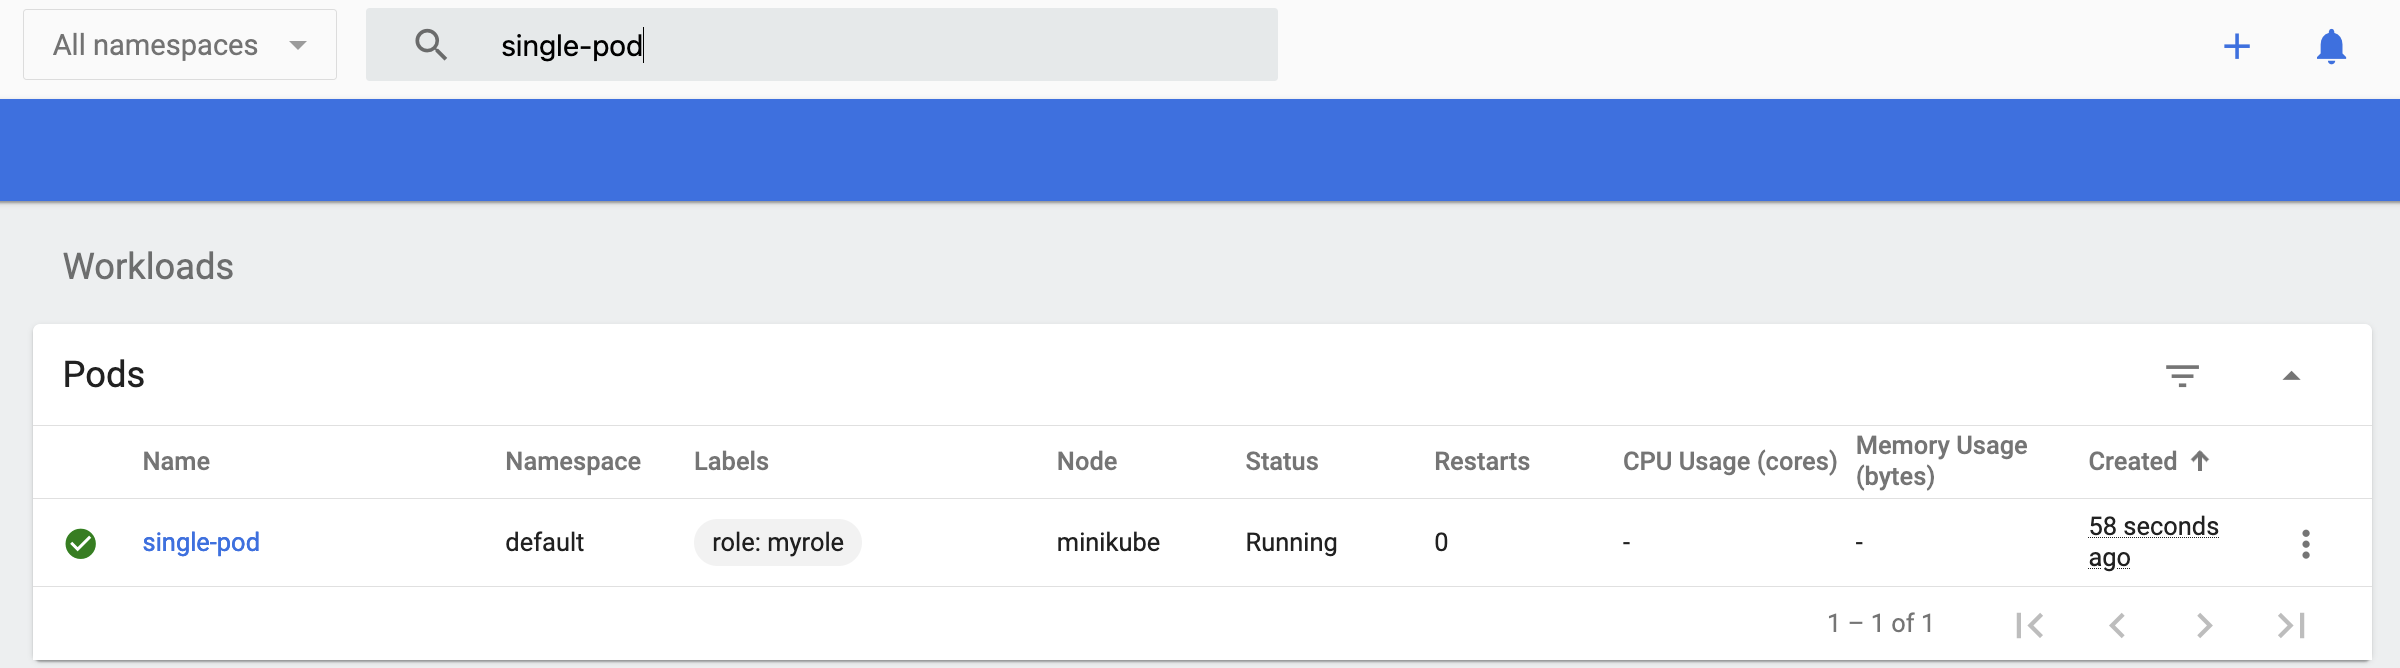 All namespaces single-pod
Workloads
Pods
Name Namespace Labels Node Status Restarts CPU Usage (cores) Memory Usage (bytes) Created
single-pod default role: myrole minikube Running 0 - - 58 seconds ago
1 – 1 of 1